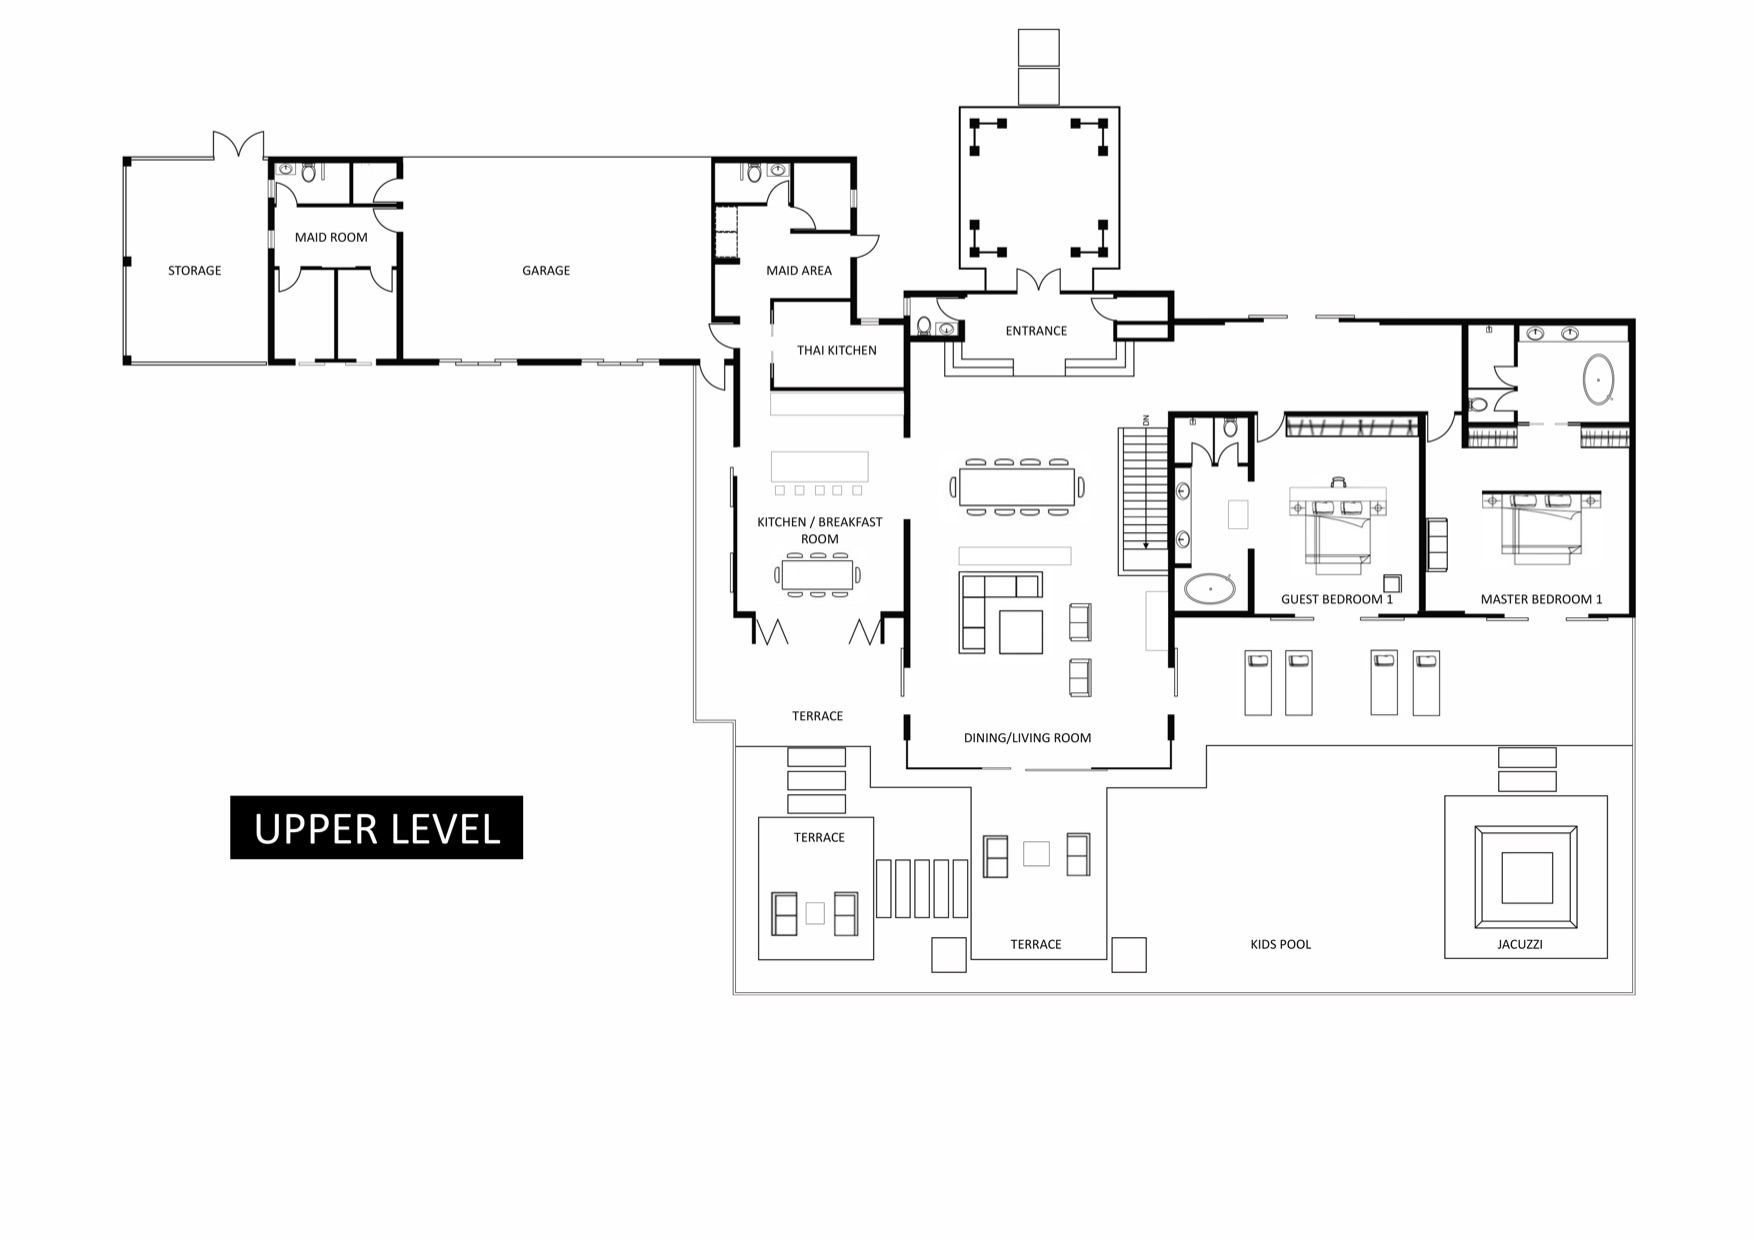 MAID ROOM
STORAGE
GARAGE
MAID AREA
ENTRANCE
THAI KITCHEN
DN
KITCHEN / BREAKFAST
ROOM
GUEST BEDROOM 1
MASTER BEDROOM 1
TERRACE
DINING/LIVING ROOM
UPPER LEVEL
TERRACE
TERRACE
KIDS POOL
JACUZZI